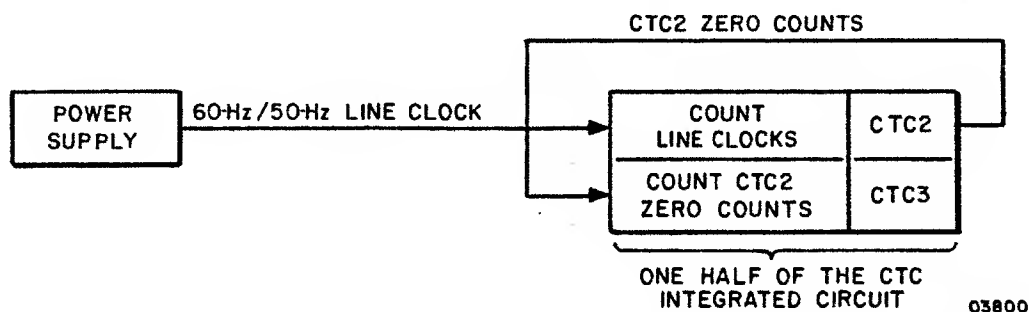 CTC2 ZERO COUNTS
POWER
SUPPLY
60-Hz/50-Hz LINE CLOCK
COUNT
LINE CLOCKS
CTC2
COUNT CTC2
ZERO COUNTS
CTC3
ONE HALF OF THE CTC
INTEGRATED CIRCUIT
03800